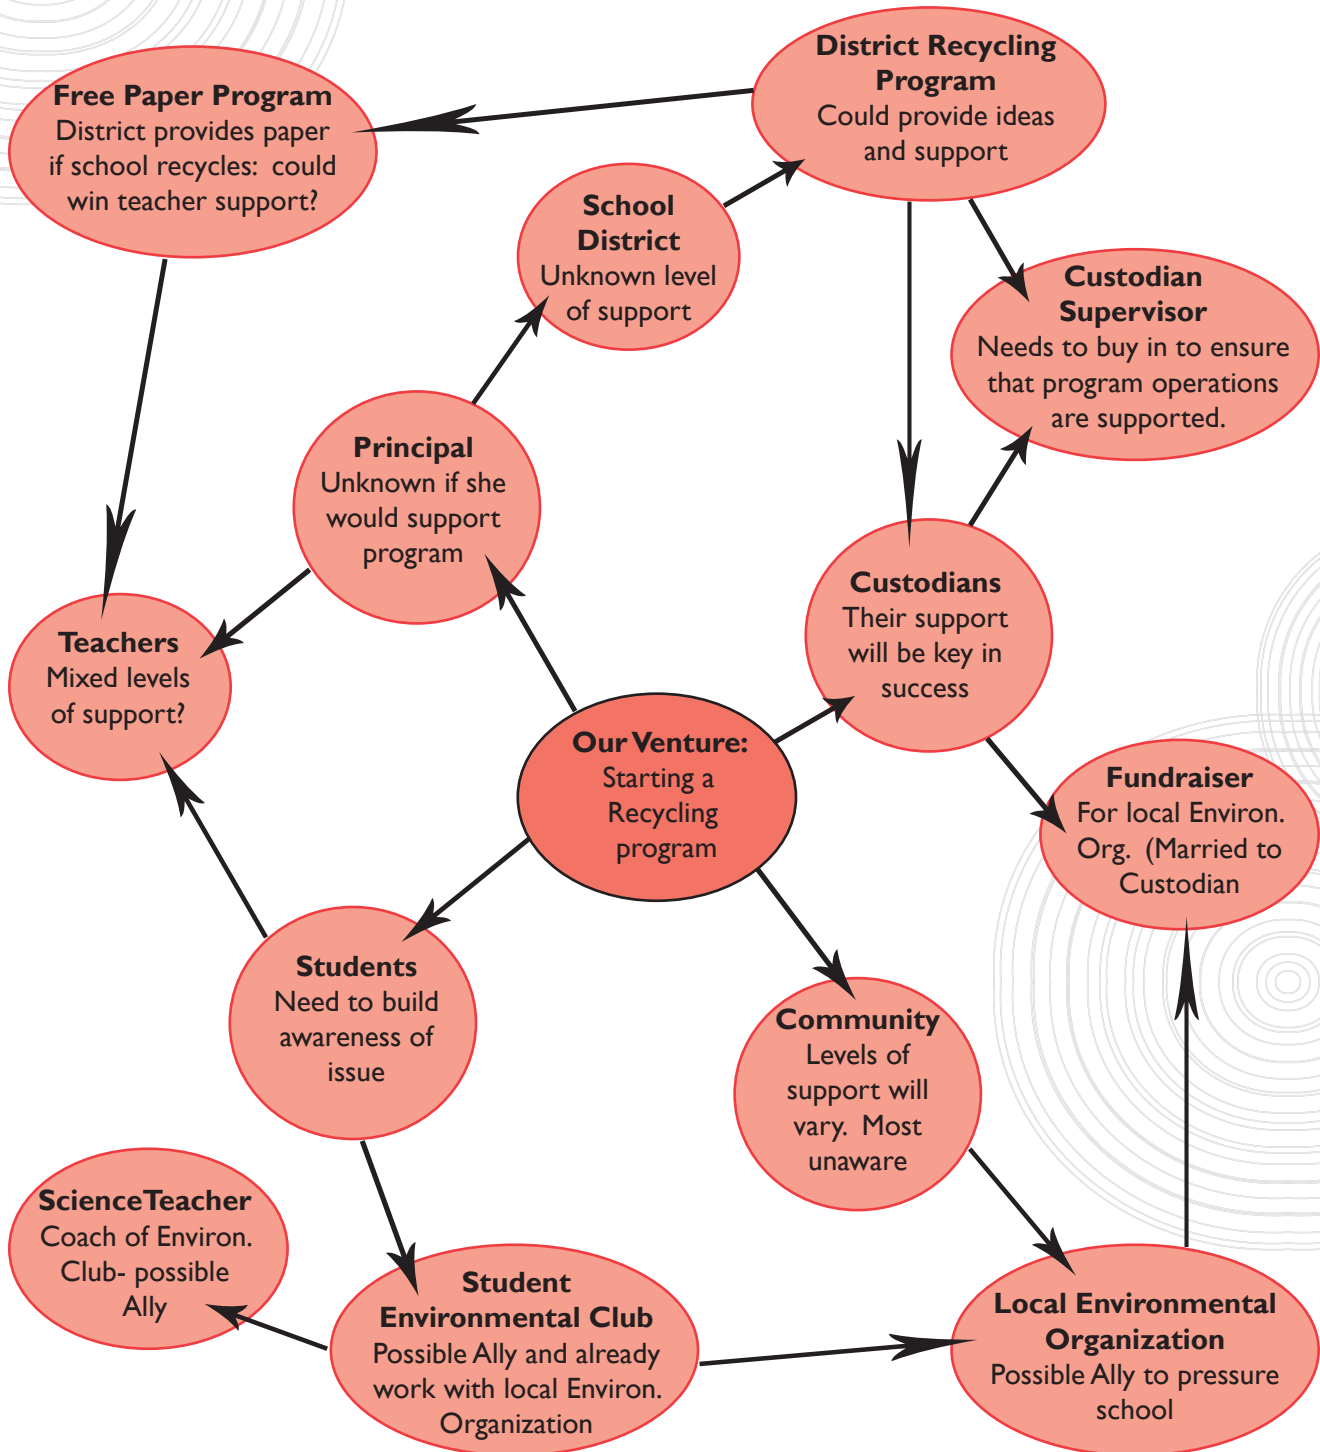 District Recycling
Program
Could provide ideas
and support
Free Paper Program
District provides paper
if school recycles: could
win teacher support?
School
District
Unknown level
of support
Custodian
Supervisor
Needs to buy in to ensure
that program operations
are supported.
Principal
Unknown if she
would support
program
Custodians
Their support
will be key in
success
Teachers
Mixed levels
of support?
Our Venture:
Starting a
Recycling
program
Fundraiser
For local Environ.
Org. (Married to
Custodian
Students
Need to build
awareness of
issue
Community
Levels of
support will
vary. Most
unaware
ScienceTeacher
Coach of Environ.
Club- possible
Ally
Student
Environmental Club
Possible Ally and already
work with local Environ.
Organization
Local Environmental
Organization
Possible Ally to pressure
school